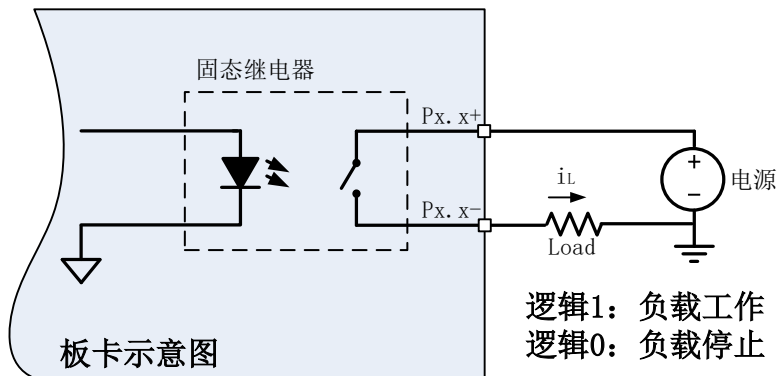 固态继电器
Px.x+
+
电源
−
iL
Px.x-
Load
逻辑1：负载工作
逻辑0：负载停止
板卡示意图